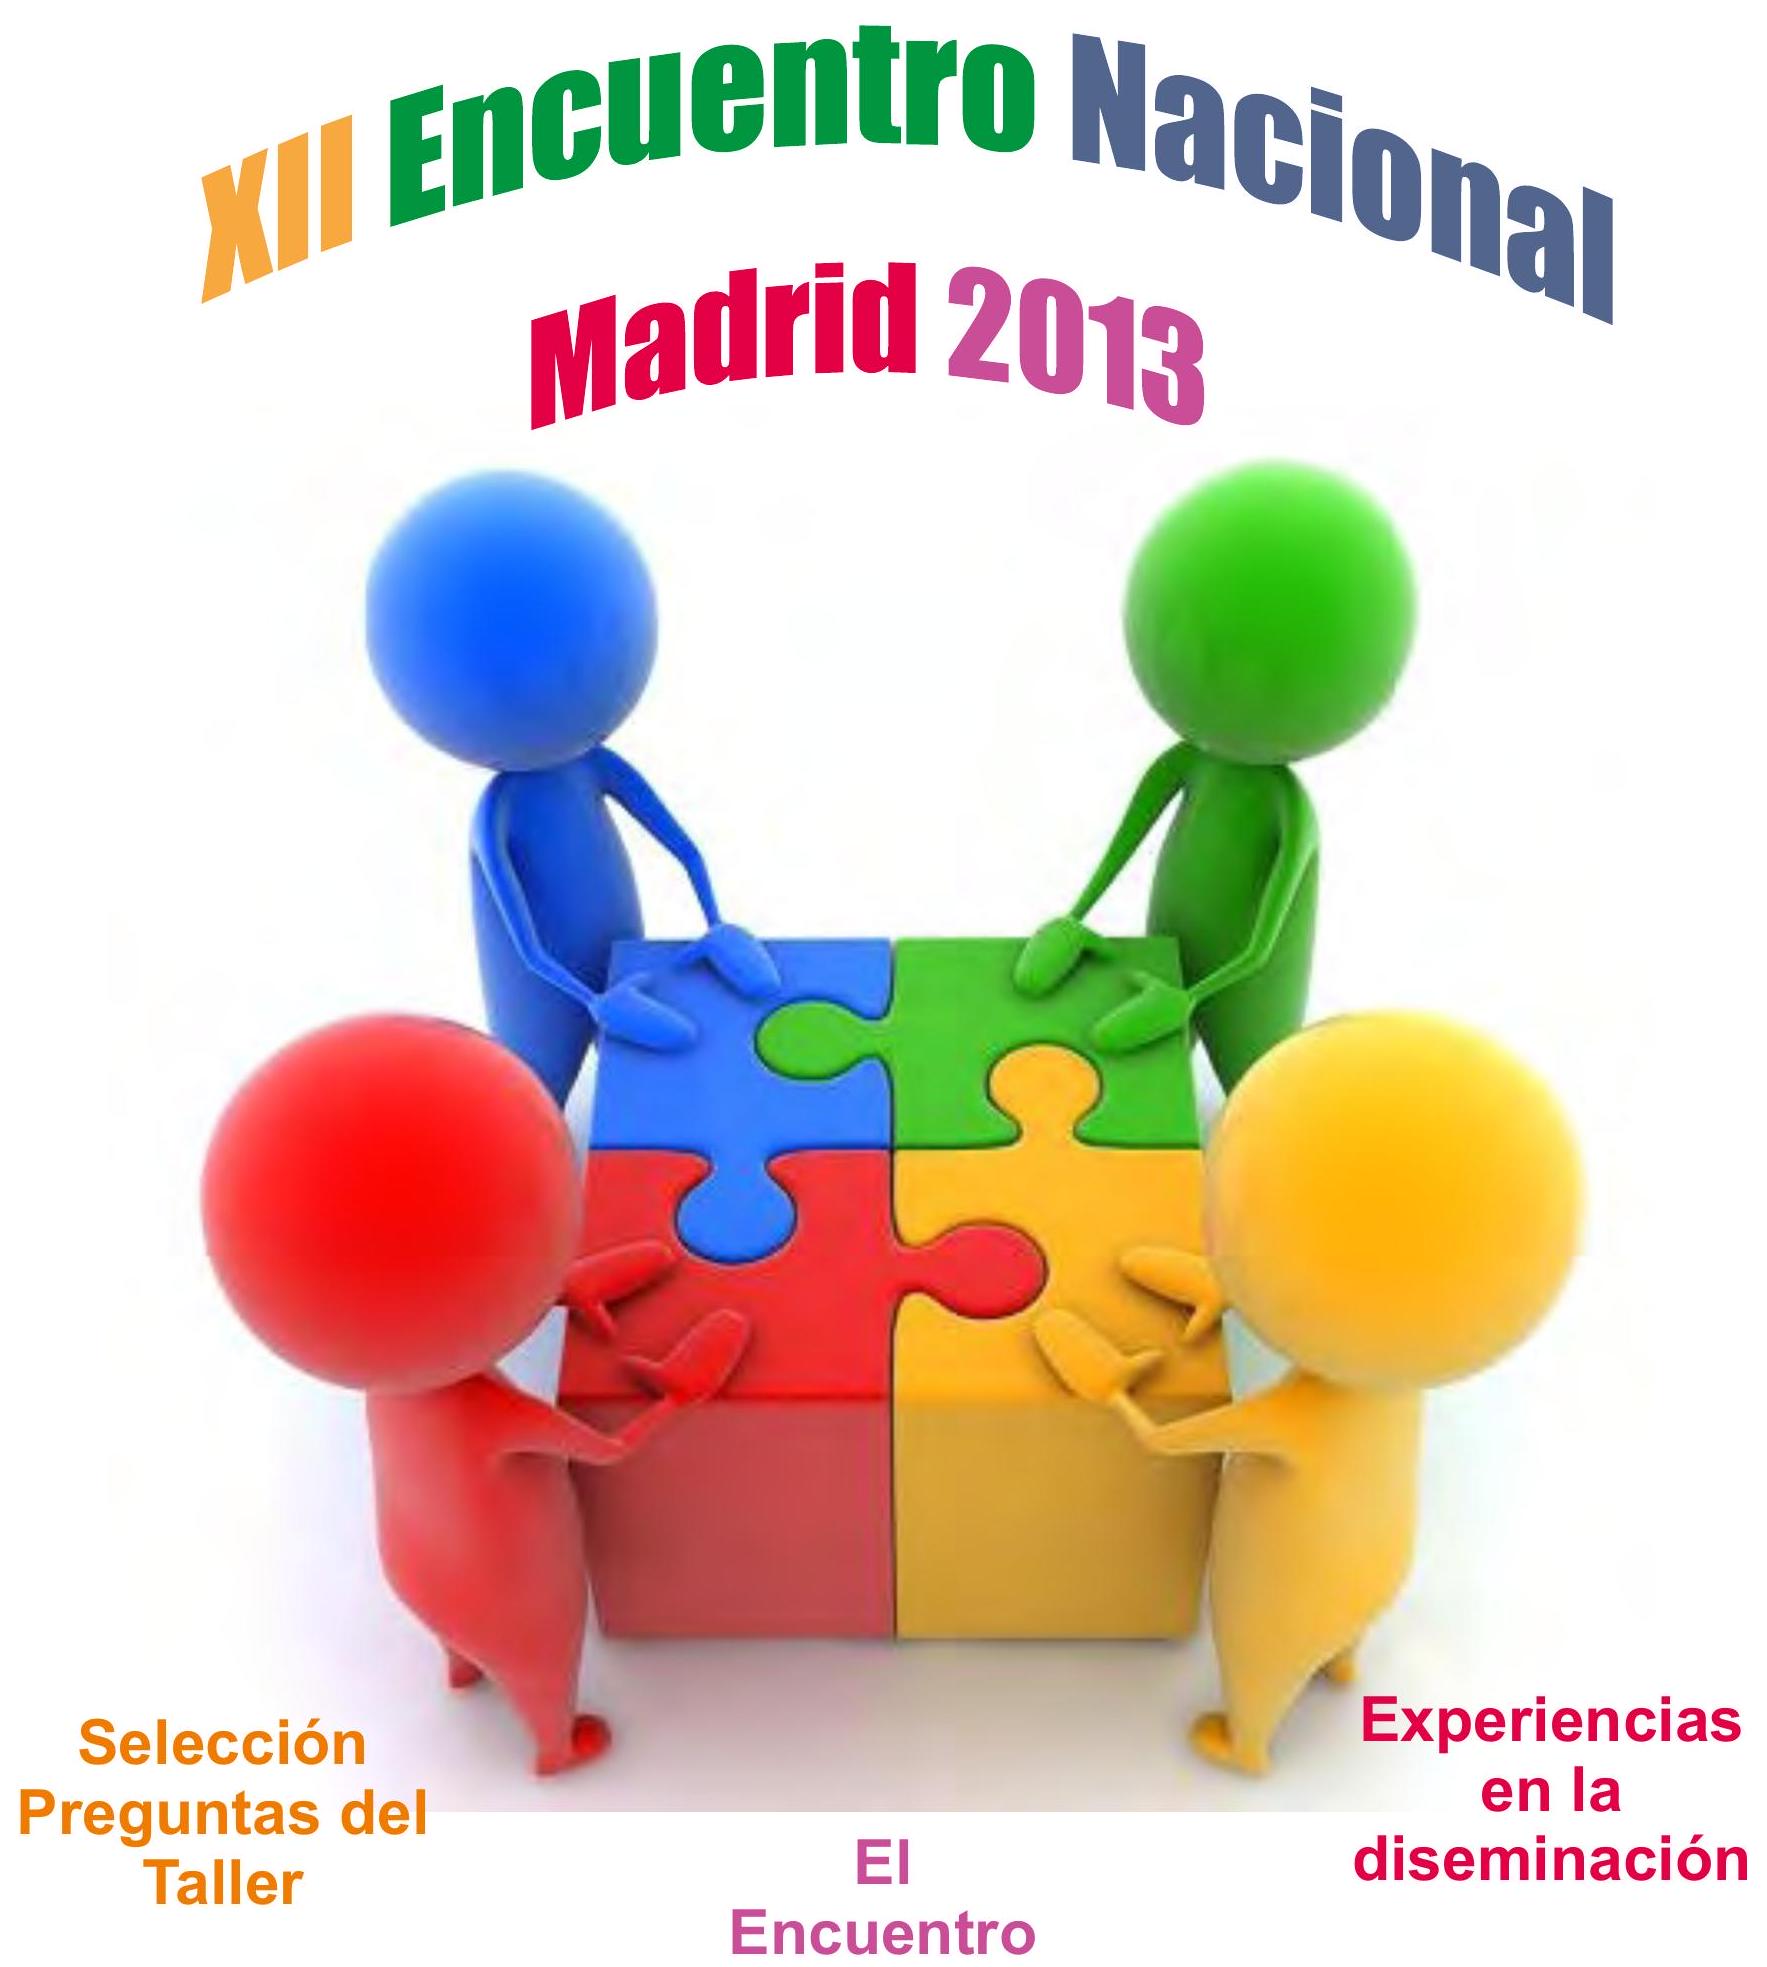 XII Encuentro Nacional
Madrid 2013
Selección
Preguntas del
Taller
El
Encuentro
Experiencias
en la
diseminación